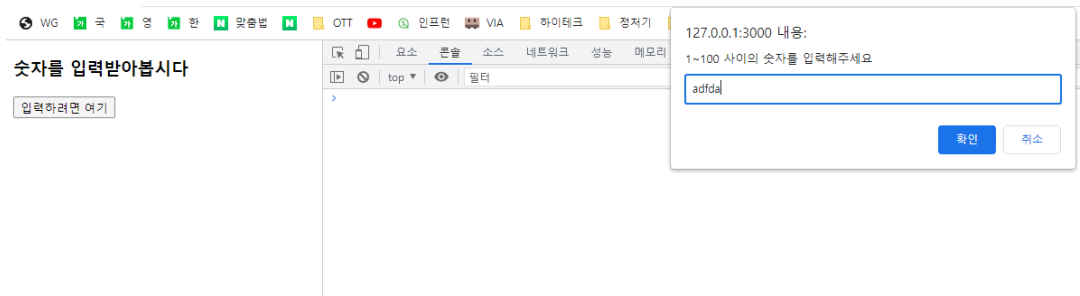 WG 국 영 한 맞춤법 OTT 인프런 VIA 하이테크 정처기
127.0.0.1:3000 내용:
1~100 사이의 숫자를 입력해주세요
adfda
확인 취소
숫자를 입력받아봅시다
입력하려면 여기
요소 콘솔 소스 네트워크 성능 메모리
top 필터